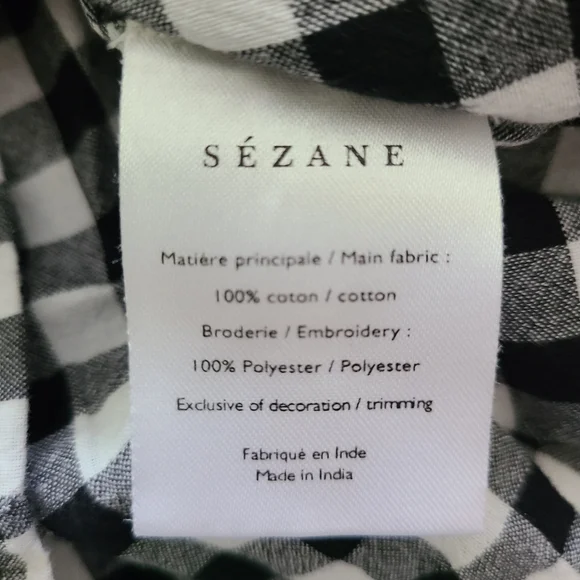 SÉZANE
Matiére principale / Main fabric :
100% coton / cotton
Broderie / Embroidery :
100% Polyester / Polyester
Exclusive of decoration / trimming
Fabriqué en Inde
Made in India